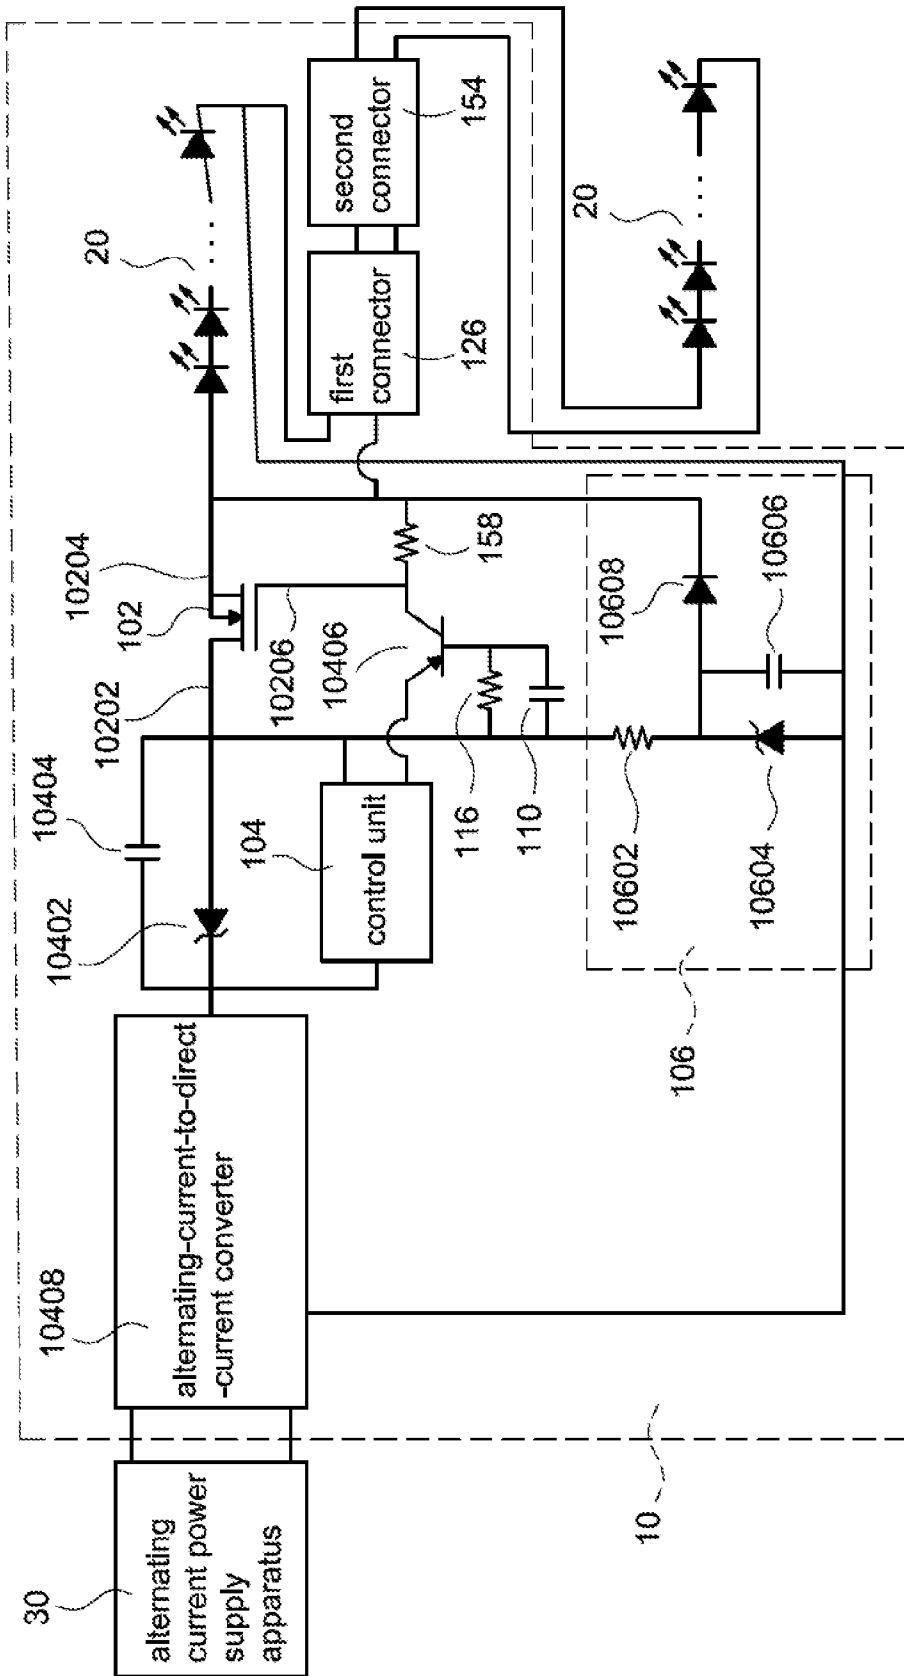 30
alternating
current power
supply
apparatus
10408
alternating-current-to-direct
-current converter
10
10402
10404
104
control unit
10202
102
10204
10206
10406
116
110
158
20
first
connector
126
second
connector
154
106
10602
10604
10608
10606
20